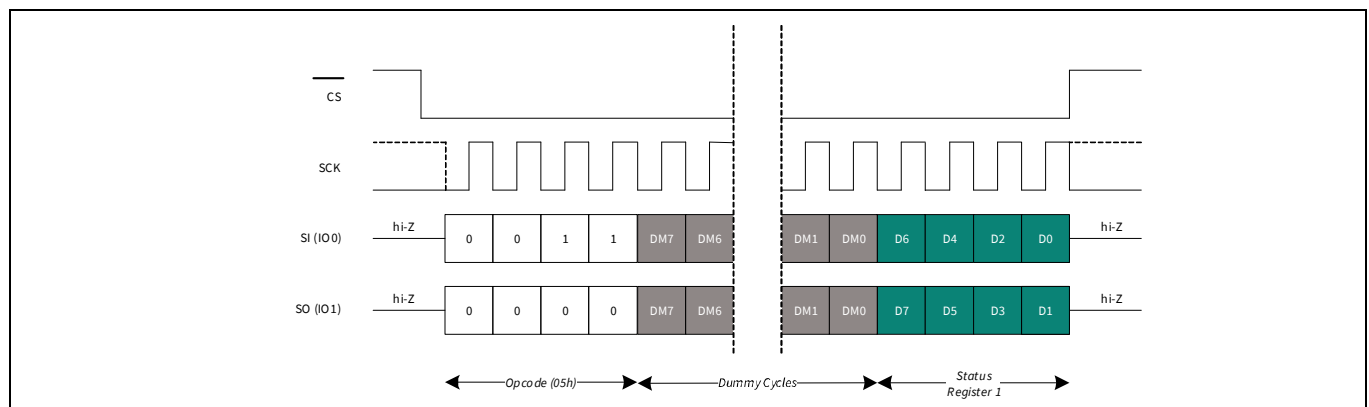 CS
SCK
hi-Z
SI (IO0)
0 0 1 1 DM7 DM6 DM1 DM0 D6 D4 D2 D0
hi-Z
hi-Z
SO (IO1)
0 0 0 0 DM7 DM6 DM1 DM0 D7 D5 D3 D1
hi-Z
Opcode (05h)
Dummy Cycles
Status
Register 1